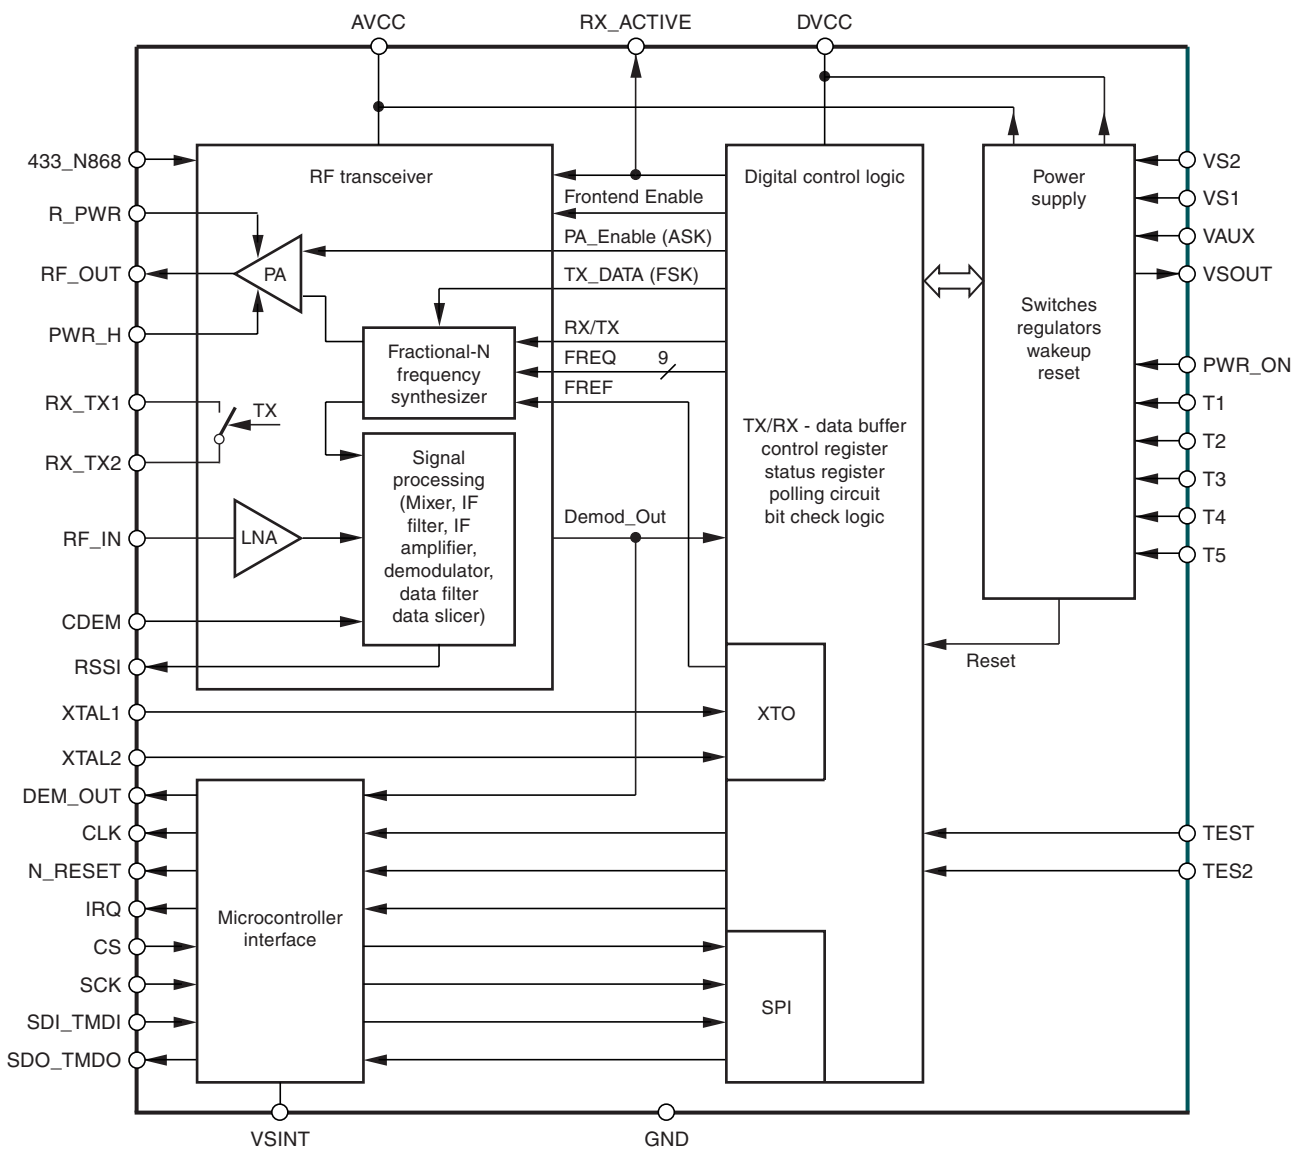 AVCC
RX_ACTIVE
DVCC
433_N868
R_PWR
RF_OUT
PWR_H
RX_TX1
RX_TX2
RF_IN
CDEM
RSSI
XTAL1
XTAL2
DEM_OUT
CLK
N_RESET
IRQ
CS
SCK
SDI_TMDI
SDO_TMDO
RF transceiver
PA
TX
LNA
Fractional-N
frequency
synthesizer
Signal
processing
(Mixer, IF
filter, IF
amplifier,
demodulator,
data filter
data slicer)
Frontend Enable
PA_Enable (ASK)
TX_DATA (FSK)
RX/TX
FREQ 9
FREF
Demod_Out
Digital control logic
TX/RX - data buffer
control register
status register
polling circuit
bit check logic
XTO
SPI
Microcontroller
interface
Power
supply
Switches
regulators
wakeup
reset
Reset
VS2
VS1
VAUX
VSOUT
PWR_ON
T1
T2
T3
T4
T5
TEST
TES2
VSINT
GND